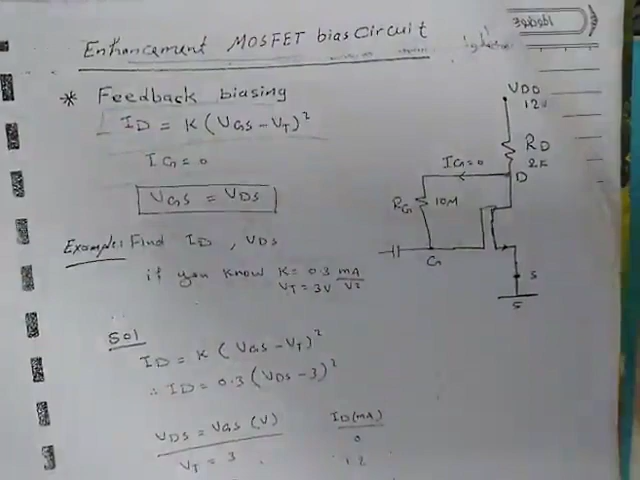 Enhancement MOSFET bias Circuit
* Feedback biasing
ID = K (VGS - VT)²
IG = 0
VGS = VDS
Example: Find ID, VDS
if you know K = 0.3 mA/V²
VT = 3V
Sol
ID = K (VGS - VT)²
∴ ID = 0.3 (VDS - 3)²
VDS = VGS (V) ID (mA)
VT = 3 0
1.2
VDD
12v
RD
2K
IG = 0
D
RG 10M
G
S
S